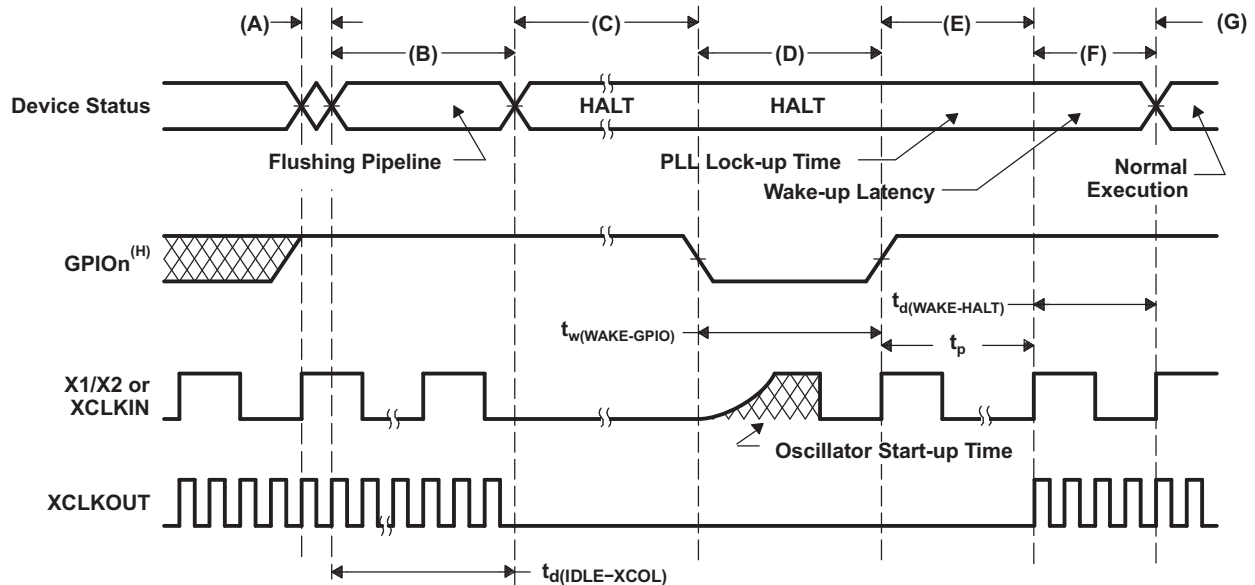 (A)
(C)
(E)
(G)
(B)
(D)
(F)
Device Status
HALT
HALT
Flushing Pipeline
PLL Lock-up Time
Wake-up Latency
Normal
Execution
GPIOn(H)
td(WAKE-HALT)
tw(WAKE-GPIO)
tp
X1/X2 or
XCLKIN
Oscillator Start-up Time
XCLKOUT
td(IDLE−XCOL)